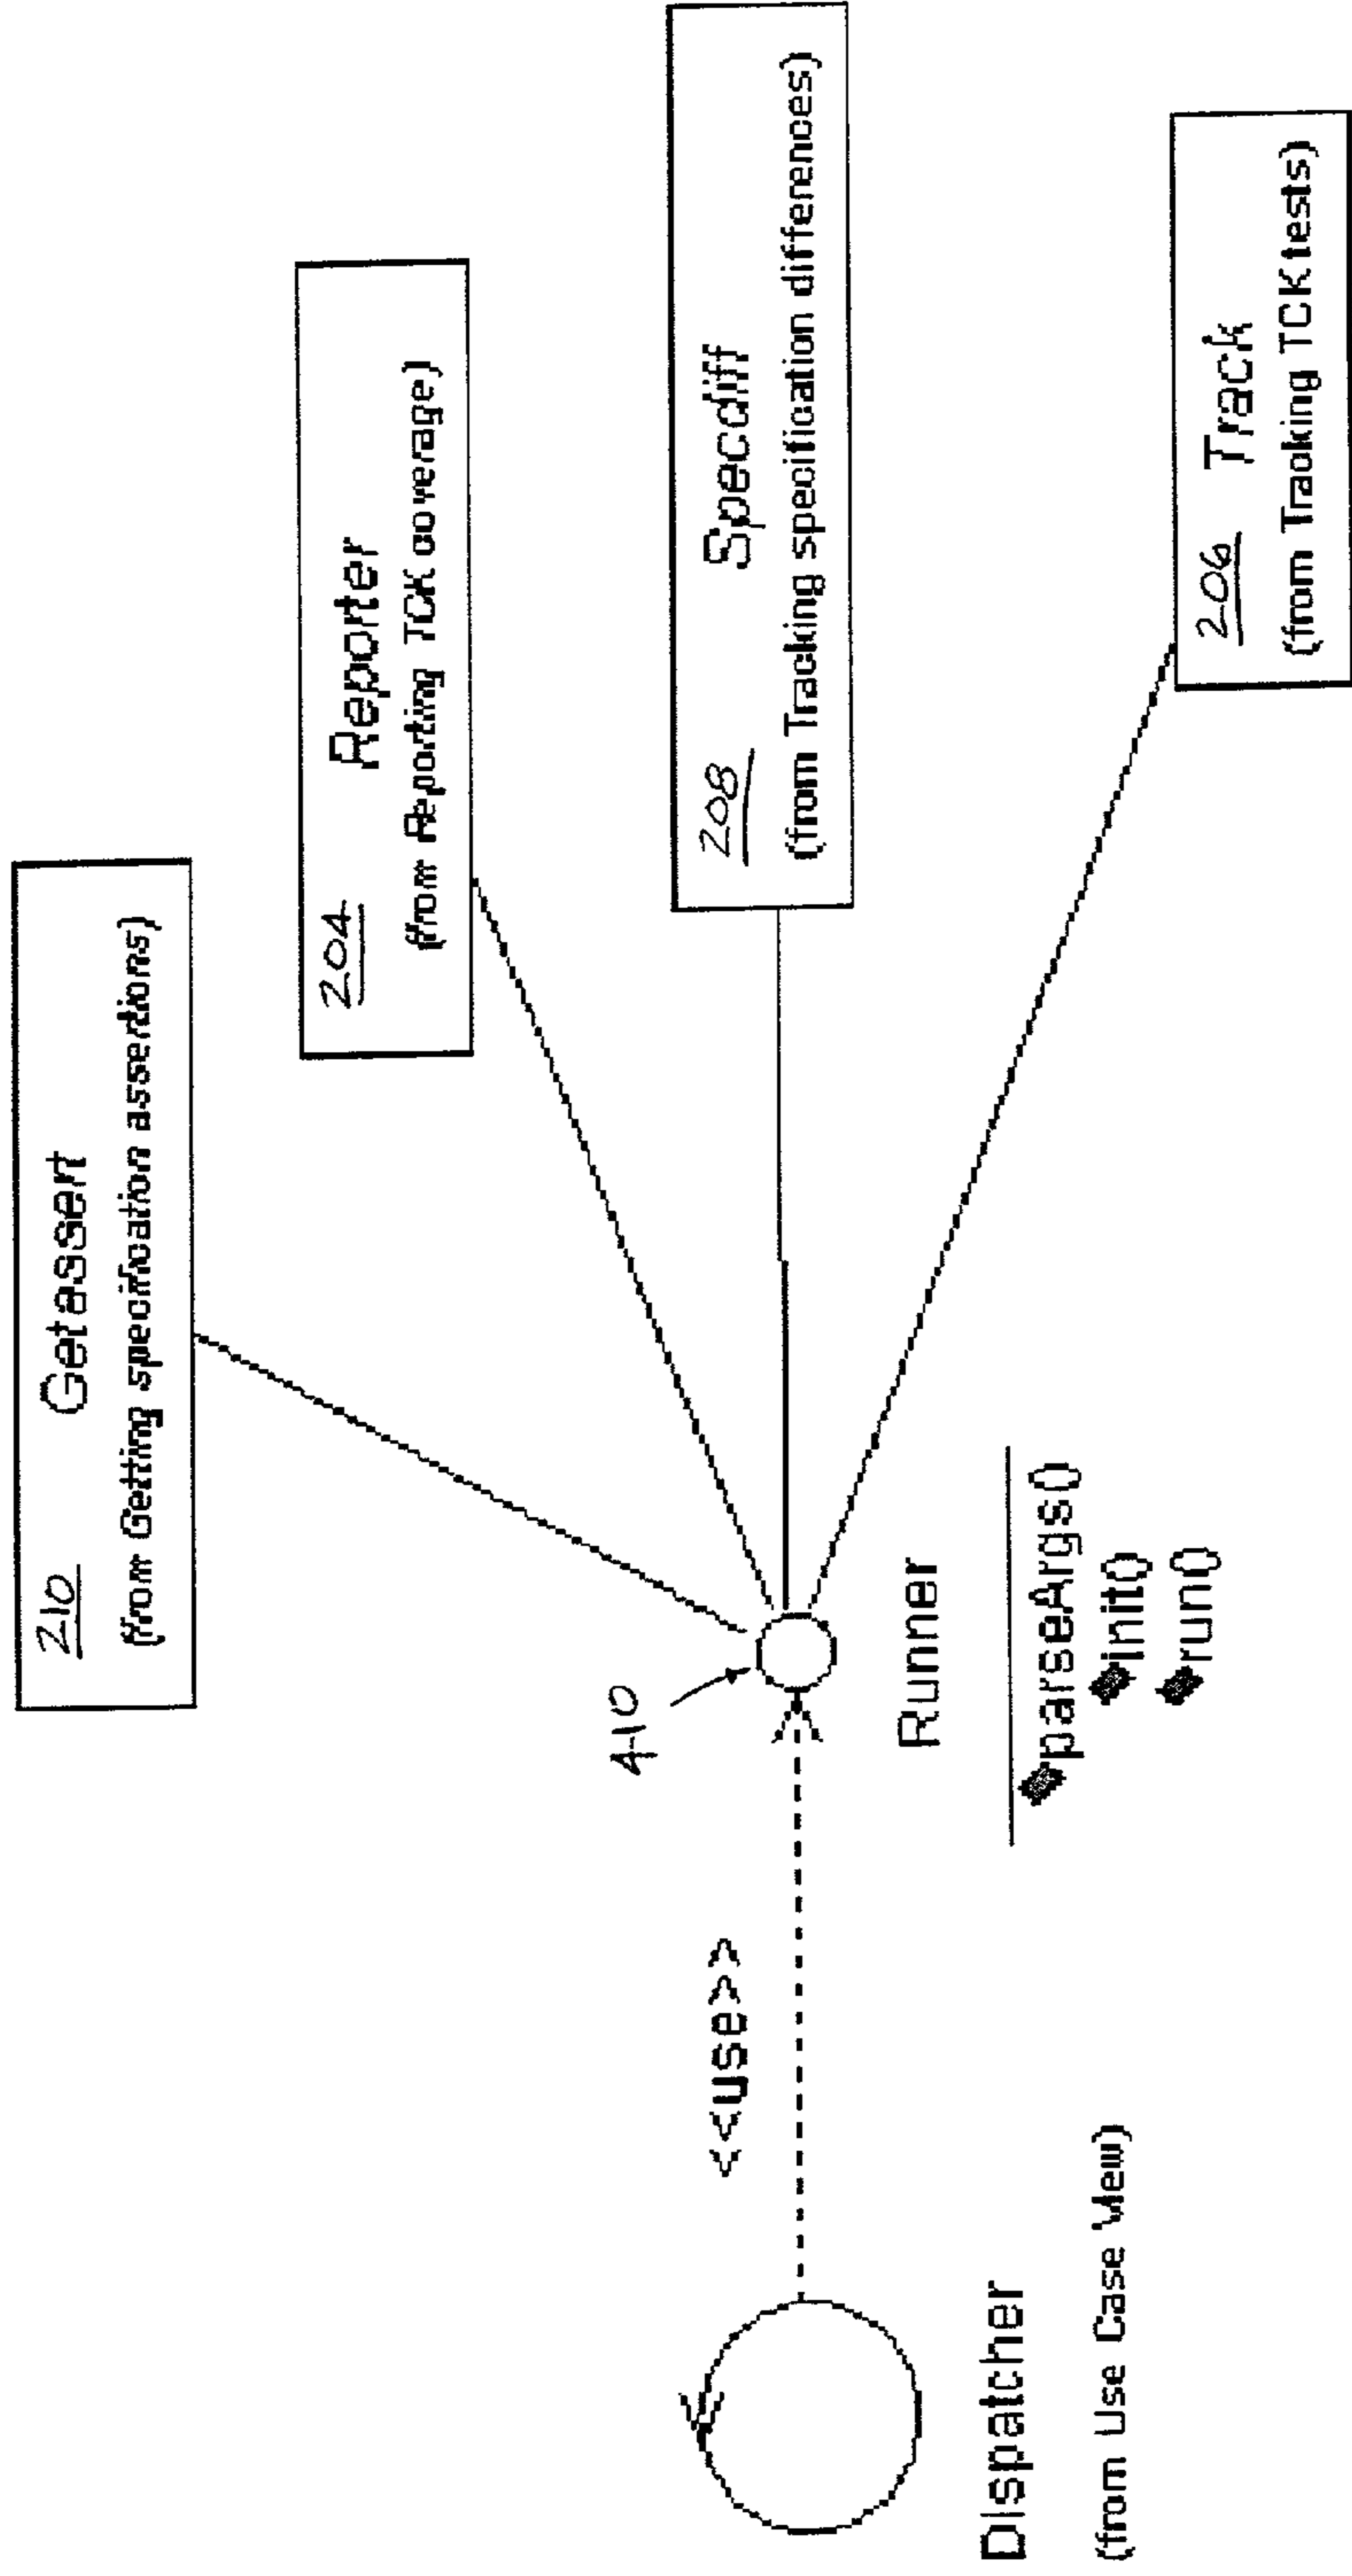 210 Getassert
(from Getting specification assertions)
204 Reporter
(from Reporting TCK coverage)
208 Specdiff
(from Tracking specification differences)
206 Track
(from Tracking TCK tests)
410
<<use>>
Runner
parseArgs()
init()
run()
Dispatcher
(from Use Case View)